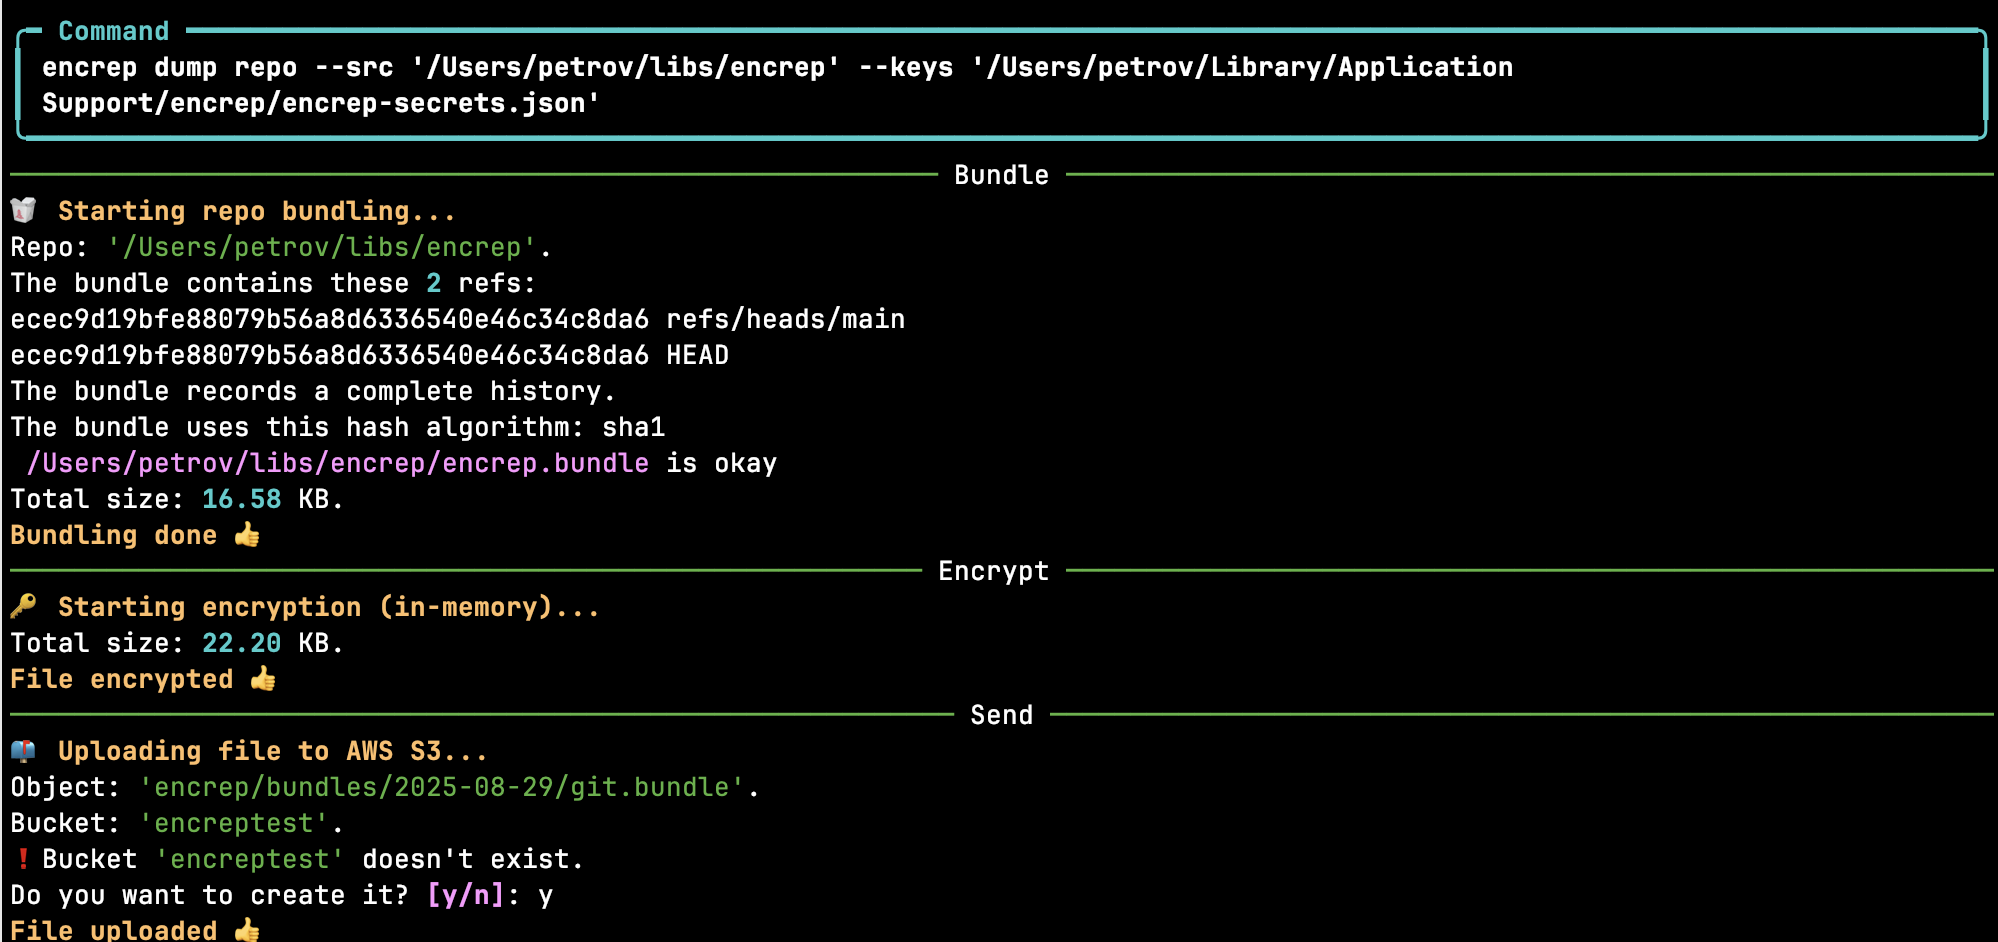 Command
encrep dump repo --src '/Users/petrov/libs/encrep' --keys '/Users/petrov/Library/Application
Support/encrep/encrep-secrets.json'
Bundle
Starting repo bundling...
Repo: '/Users/petrov/libs/encrep'.
The bundle contains these 2 refs:
ecec9d19bfe88079b56a8d6336540e46c34c8da6 refs/heads/main
ecec9d19bfe88079b56a8d6336540e46c34c8da6 HEAD
The bundle records a complete history.
The bundle uses this hash algorithm: sha1
/Users/petrov/libs/encrep/encrep.bundle is okay
Total size: 16.58 KB.
Bundling done 👍
Encrypt
🔑 Starting encryption (in-memory)...
Total size: 22.20 KB.
File encrypted 👍
Send
📫 Uploading file to AWS S3...
Object: 'encrep/bundles/2025-08-29/git.bundle'.
Bucket: 'encreptest'.
❗Bucket 'encreptest' doesn't exist.
Do you want to create it? [y/n]: y
File uploaded 👍